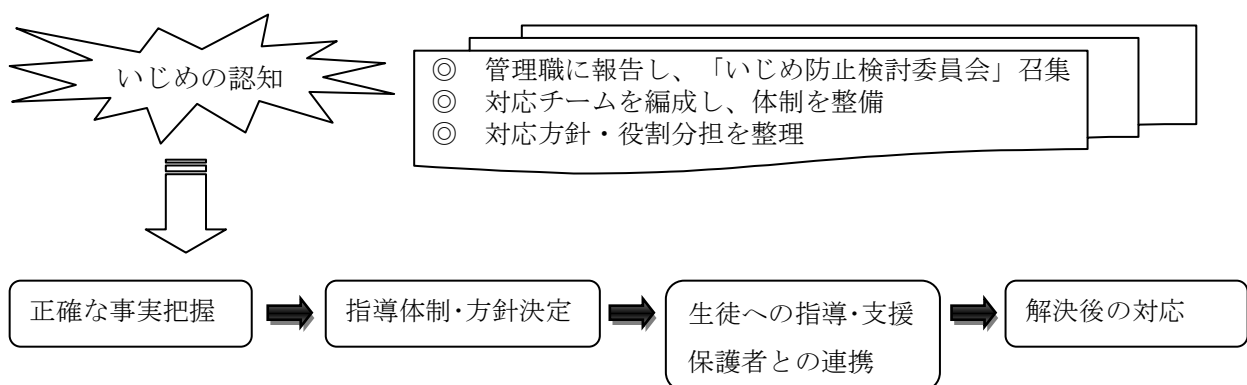 いじめの認知
◎ 管理職に報告し、「いじめ防止検討委員会」召集
◎ 対応チームを編成し、体制を整備
◎ 対応方針・役割分担を整理
正確な事実把握
指導体制・方針決定
生徒への指導・支援
保護者との連携
解決後の対応